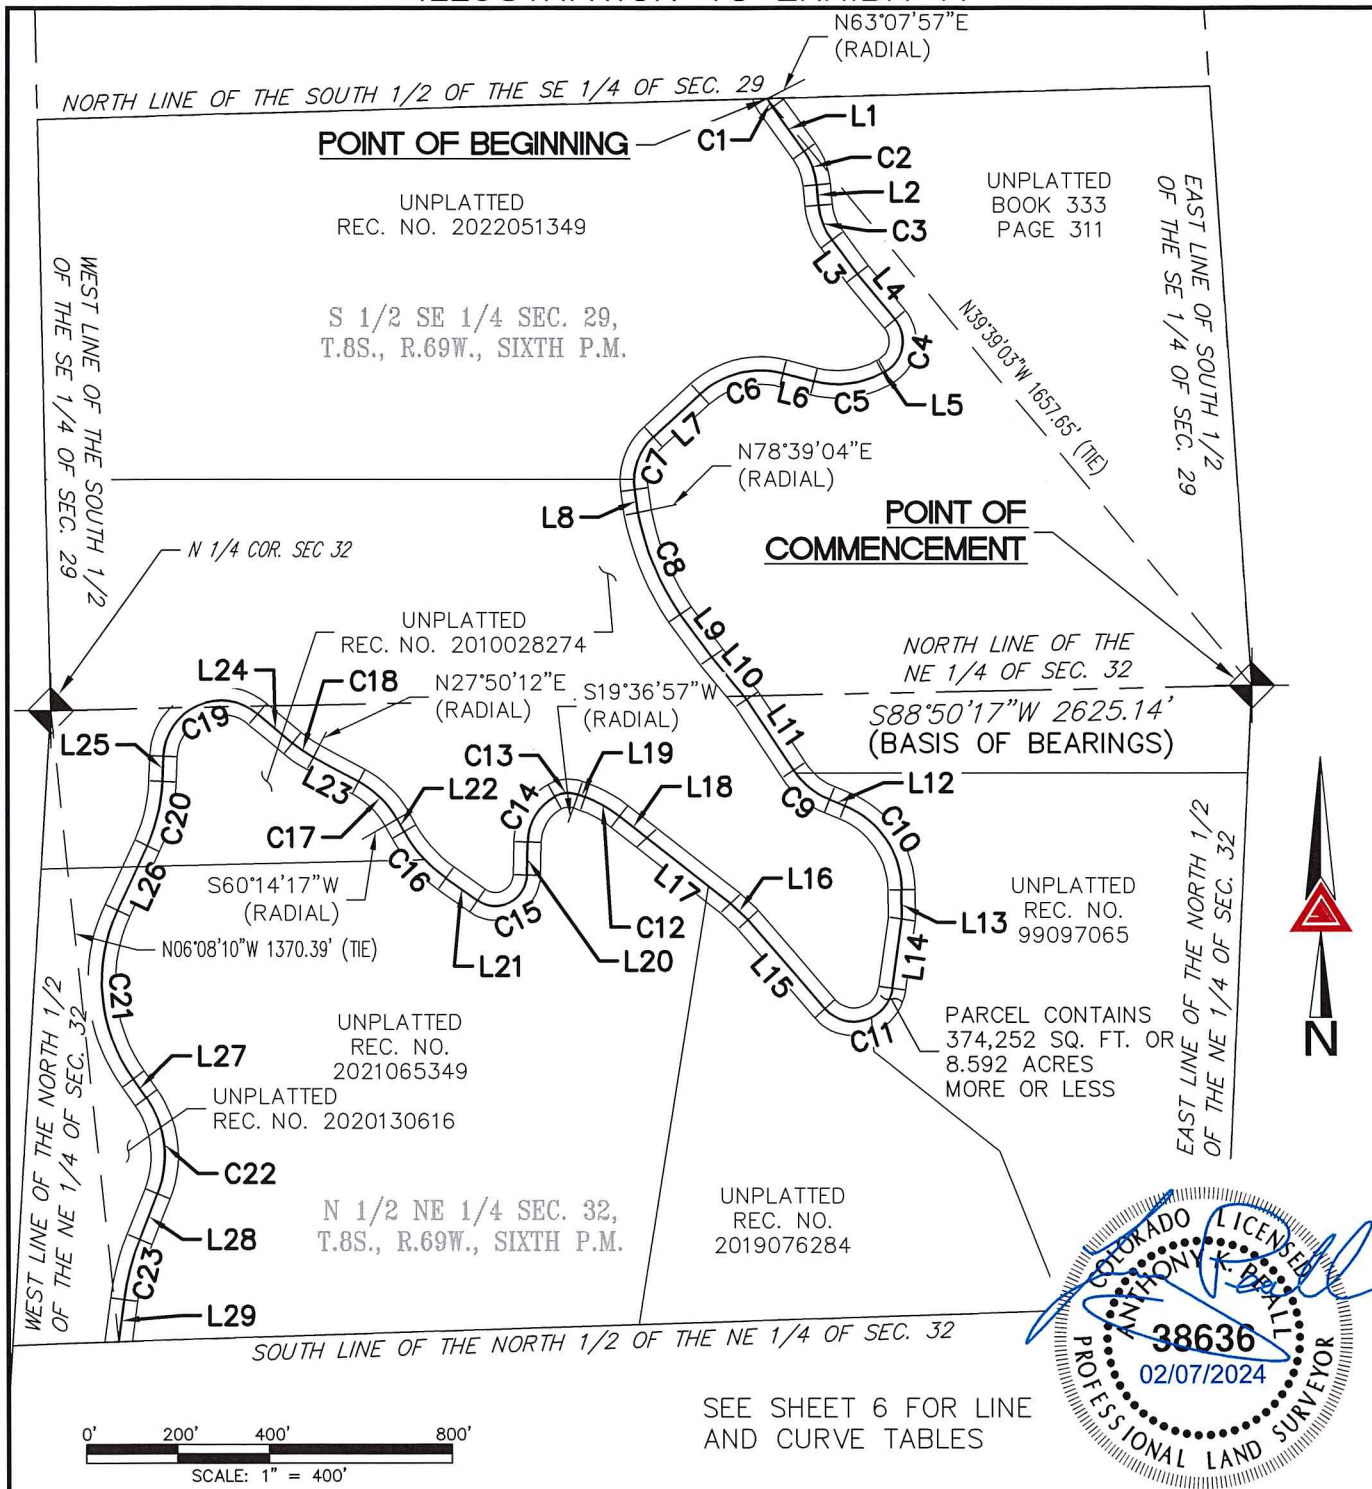 ILLUSTRATION TO EXHIBIT A
N63°07'57"E
(RADIAL)
NORTH LINE OF THE SOUTH 1/2 OF THE SE 1/4 OF SEC. 29
L1
POINT OF BEGINNING
C1
C2
UNPLATTED
REC. NO. 2022051349
L2
UNPLATTED
BOOK 333
PAGE 311
C3
EAST LINE OF SOUTH 1/2
OF THE SE 1/4 OF SEC. 29
WEST LINE OF THE SOUTH 1/2
OF THE SE 1/4 OF SEC. 29
L3
L4
S 1/2 SE 1/4 SEC. 29,
T.8S., R.69W., SIXTH P.M.
N39°39'03"W 1657.65' (TIE)
C4
C6
L6
C5
L5
L7
C7
N78°39'04"E
(RADIAL)
L8
POINT OF
COMMENCEMENT
N 1/4 COR. SEC 32
C8
UNPLATTED
REC. NO. 2010028274
L9
NORTH LINE OF THE
NE 1/4 OF SEC. 32
L24
C18
L10
N27°50'12"E
(RADIAL)
S19°36'57"W
(RADIAL)
S88°50'17"W 2625.14'
(BASIS OF BEARINGS)
C19
L25
L11
C13
L19
L23
L22
L18
L12
C9
C20
C14
C10
C17
L26
C16
S60°14'17"W
(RADIAL)
L17
L16
UNPLATTED
REC. NO.
99097065
EAST LINE OF THE NORTH 1/2
OF THE NE 1/4 OF SEC. 32
C15
C12
L13
N06°08'10"W 1370.39' (TIE)
L21
L20
L14
L15
C21
UNPLATTED
REC. NO.
2021065349
C11
PARCEL CONTAINS
374,252 SQ. FT. OR
8.592 ACRES
MORE OR LESS
N
L27
UNPLATTED
REC. NO. 2020130616
WEST LINE OF THE NORTH 1/2
OF THE NE 1/4 OF SEC. 32
C22
UNPLATTED
REC. NO.
2019076284
N 1/2 NE 1/4 SEC. 32,
T.8S., R.69W., SIXTH P.M.
L28
C23
L29
SOUTH LINE OF THE NORTH 1/2 OF THE NE 1/4 OF SEC. 32
COLORADO LICENSED
ANTHONY K. PEALL
38636
02/07/2024
PROFESSIONAL LAND SURVEYOR
SEE SHEET 6 FOR LINE
AND CURVE TABLES
0' 200' 400' 800'
SCALE: 1" = 400'